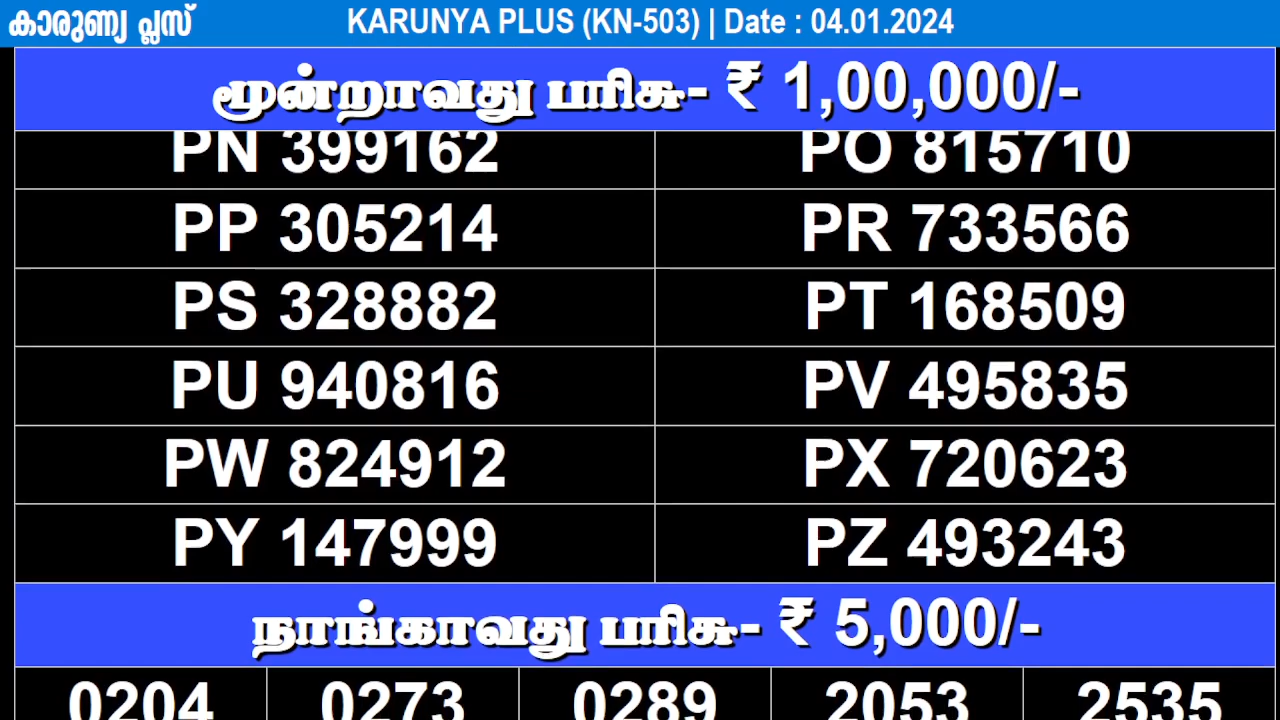 കാരുണ്യ പ്ലസ് KARUNYA PLUS (KN-503) | Date : 04.01.2024
மூன்றாவது பரிசு- ₹ 1,00,000/-
PN 399162 PO 815710
PP 305214 PR 733566
PS 328882 PT 168509
PU 940816 PV 495835
PW 824912 PX 720623
PY 147999 PZ 493243
நாங்காவது பரிசு- ₹ 5,000/-
0204 0273 0289 2053 2535